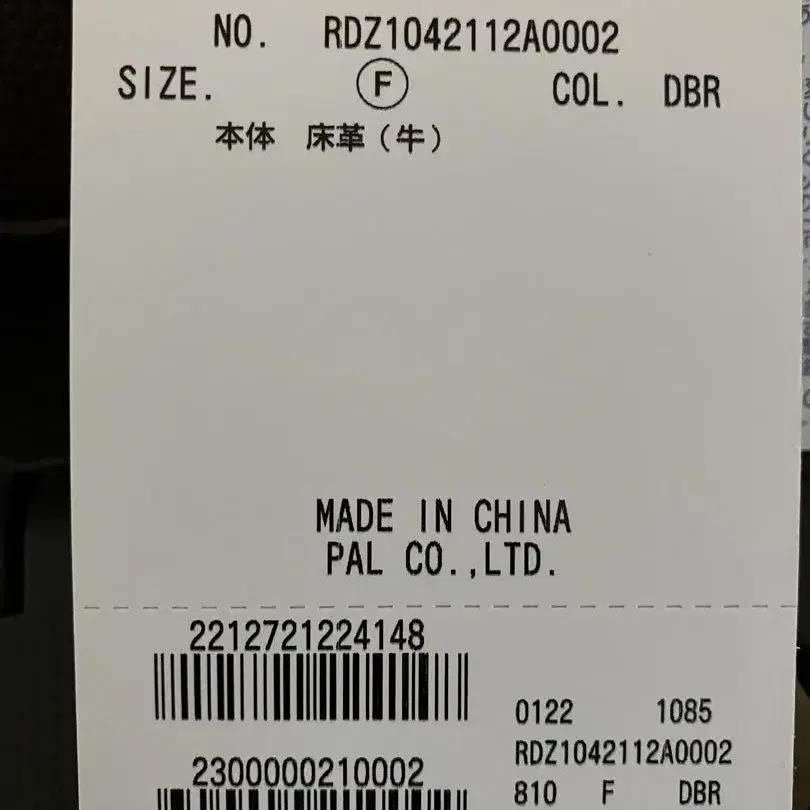 NO. RDZ1042112A0002
SIZE. F COL. DBR
本体 床革(牛)
MADE IN CHINA
PAL CO.,LTD.
2212721224148
0122 1085
RDZ1042112A0002
2300000210002
810 F DBR